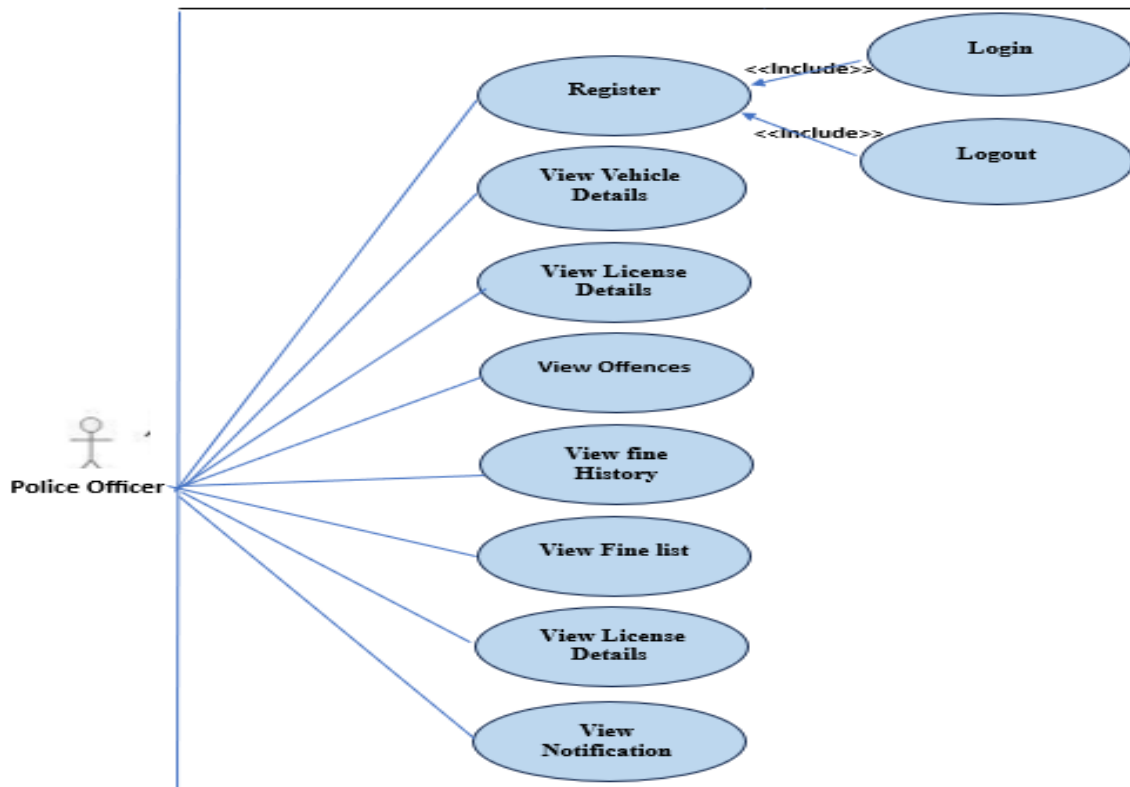 Login
<<Include>>
Register
<<Include>>
Logout
View Vehicle
Details
View License
Details
View Offences
View fine
History
Police Officer
View Fine list
View License
Details
View
Notification